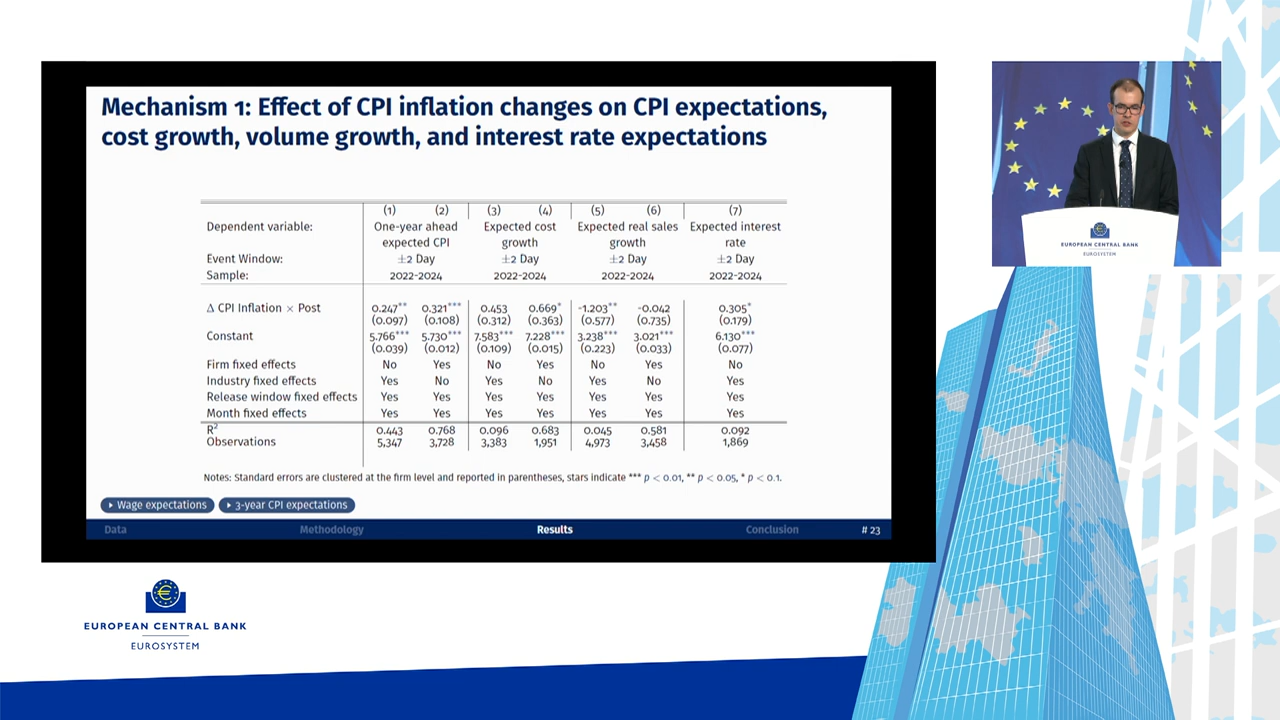 Mechanism 1: Effect of CPI inflation changes on CPI expectations,
cost growth, volume growth, and interest rate expectations
(1) (2) (3) (4) (5) (6) (7)
Dependent variable: One-year ahead Expected cost Expected real sales Expected interest
expected CPI growth growth rate
Event Window: ±2 Day ±2 Day ±2 Day ±2 Day
Sample: 2022-2024 2022-2024 2022-2024 2022-2024
Δ CPI Inflation × Post 0.247** 0.321*** 0.453 0.669* -1.203** -0.042 0.305*
(0.097) (0.108) (0.312) (0.363) (0.577) (0.735) (0.179)
Constant 5.766*** 5.730*** 7.583*** 7.228*** 3.238*** 3.021*** 6.130***
(0.039) (0.012) (0.109) (0.015) (0.223) (0.033) (0.077)
Firm fixed effects No Yes No Yes No Yes No
Industry fixed effects Yes No Yes No Yes No Yes
Release window fixed effects Yes Yes Yes Yes Yes Yes Yes
Month fixed effects Yes Yes Yes Yes Yes Yes Yes
R² 0.443 0.768 0.096 0.683 0.045 0.581 0.092
Observations 5,347 3,728 3,383 1,951 4,973 3,458 1,869
Notes: Standard errors are clustered at the firm level and reported in parentheses, stars indicate *** p < 0.01, ** p < 0.05, * p < 0.1.
Wage expectations 3-year CPI expectations
Data Methodology Results Conclusion # 23
EUROPEAN CENTRAL BANK
EUROSYSTEM
EUROPEAN CENTRAL BANK
EUROSYSTEM